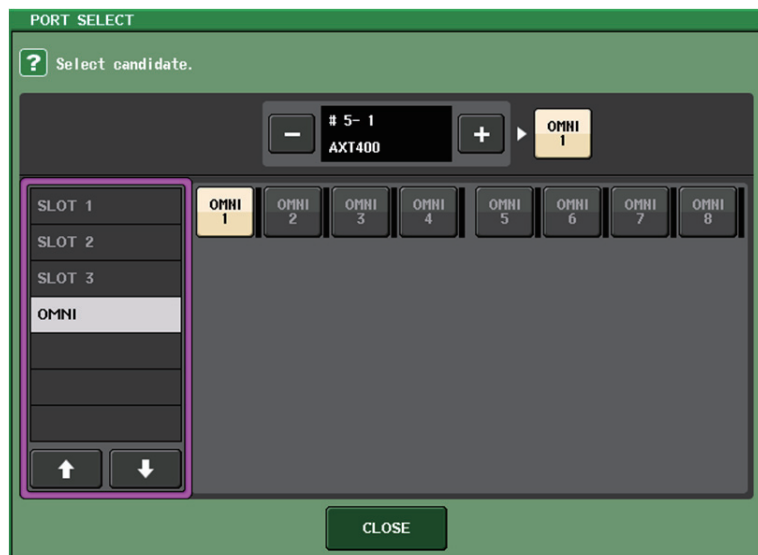 PORT SELECT
? Select candidate.
# 5- 1
AXT400
OMNI
1
SLOT 1
SLOT 2
SLOT 3
OMNI
OMNI
1
OMNI
2
OMNI
3
OMNI
4
OMNI
5
OMNI
6
OMNI
7
OMNI
8
CLOSE